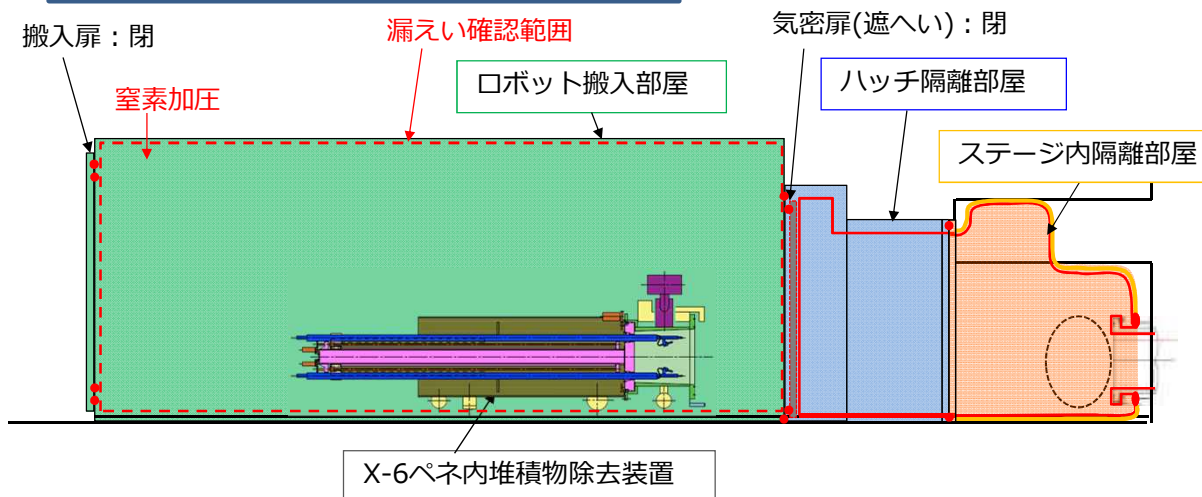 搬入扉：閉
漏えい確認範囲
気密扉(遮へい)：閉
窒素加圧
ロボット搬入部屋
ハッチ隔離部屋
ステージ内隔離部屋
X-6ペネ内堆積物除去装置